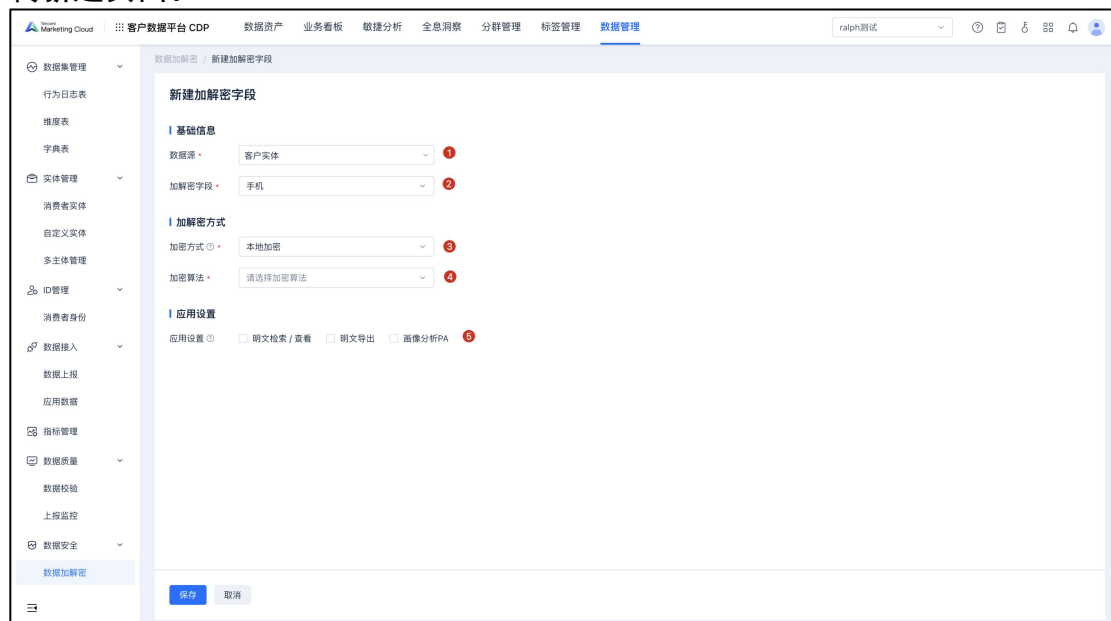 Tencent
Marketing Cloud
客户数据平台 CDP
数据资产
业务看板
敏捷分析
全息洞察
分群管理
标签管理
数据管理
ralph测试
数据集管理
行为日志表
维度表
字典表
实体管理
消费者实体
自定义实体
多主体管理
ID管理
消费者身份
数据接入
数据上报
应用数据
指标管理
数据质量
数据校验
上报监控
数据安全
数据加解密
数据加解密 / 新建加解密字段
新建加解密字段
基础信息
数据源 • 客户实体 1
加解密字段 • 手机 2
加解密方式
加密方式 • 本地加密 3
加密算法 • 请选择加密算法 4
应用设置
应用设置 明文检索 / 查看 明文导出 画像分析PA 5
保存 取消